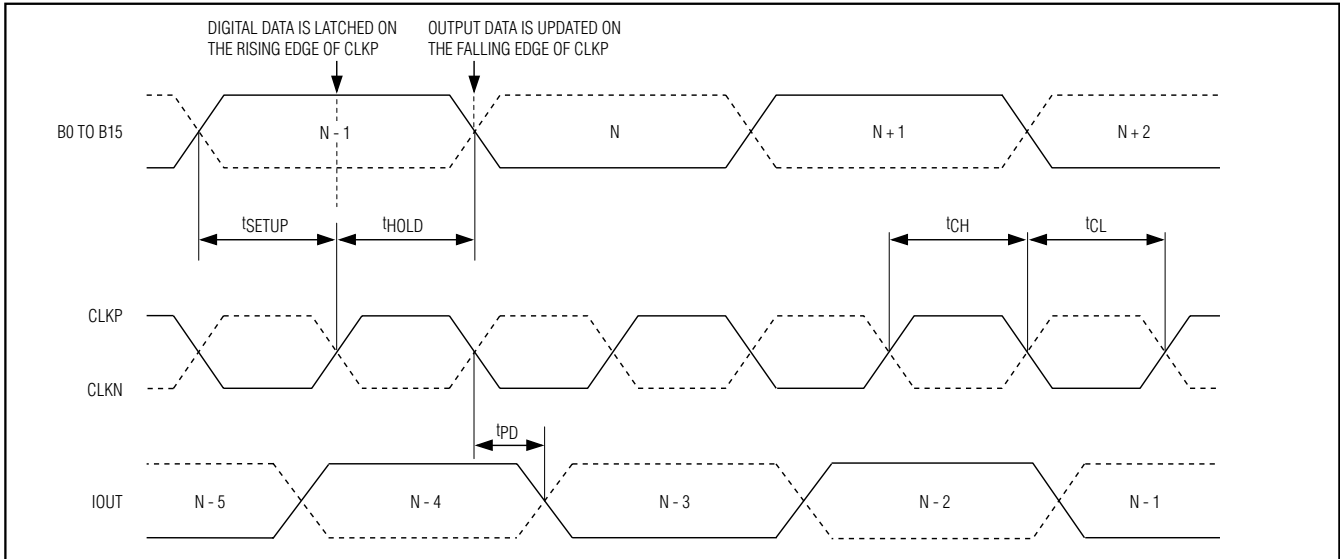 DIGITAL DATA IS LATCHED ON
THE RISING EDGE OF CLKP
OUTPUT DATA IS UPDATED ON
THE FALLING EDGE OF CLKP
B0 TO B15
N - 1
N
N + 1
N + 2
tSETUP
tHOLD
tCH
tCL
CLKP
CLKN
tPD
IOUT
N - 5
N - 4
N - 3
N - 2
N - 1